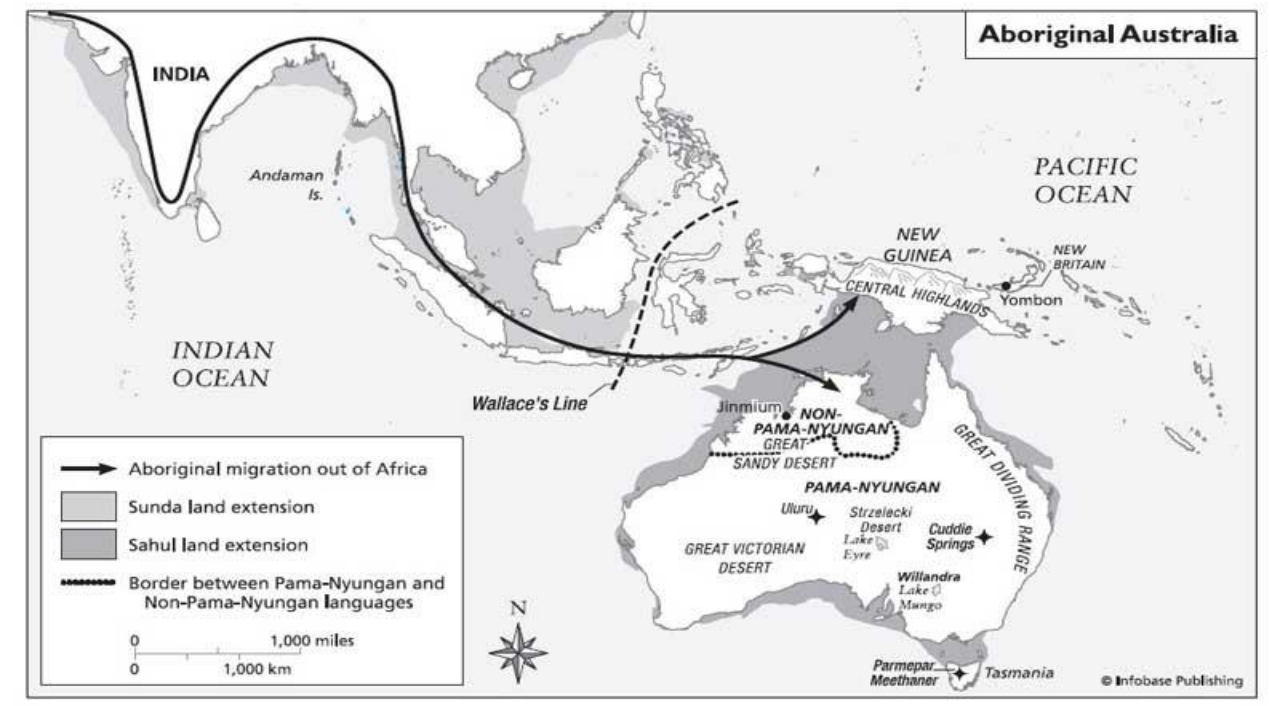 Aboriginal Australia
INDIA
Andaman
Is.
PACIFIC
OCEAN
NEW
GUINEA
NEW
BRITAIN
CENTRAL HIGHLANDS
Yombon
INDIAN
OCEAN
Wallace's Line
Jinmium
NON-
PAMA-NYUNGAN
GREAT
SANDY DESERT
GREAT DIVIDING RANGE
PAMA-NYUNGAN
Uluru
Strzelecki
Desert
Lake
Eyre
Cuddie
Springs
GREAT VICTORIAN
DESERT
Willandra
Lake
Mungo
Parmepar
Meethaner
Tasmania
Aboriginal migration out of Africa
Sunda land extension
Sahul land extension
Border between Pama-Nyungan and
Non-Pama-Nyungan languages
0 1,000 miles
0 1,000 km
N
© Infobase Publishing